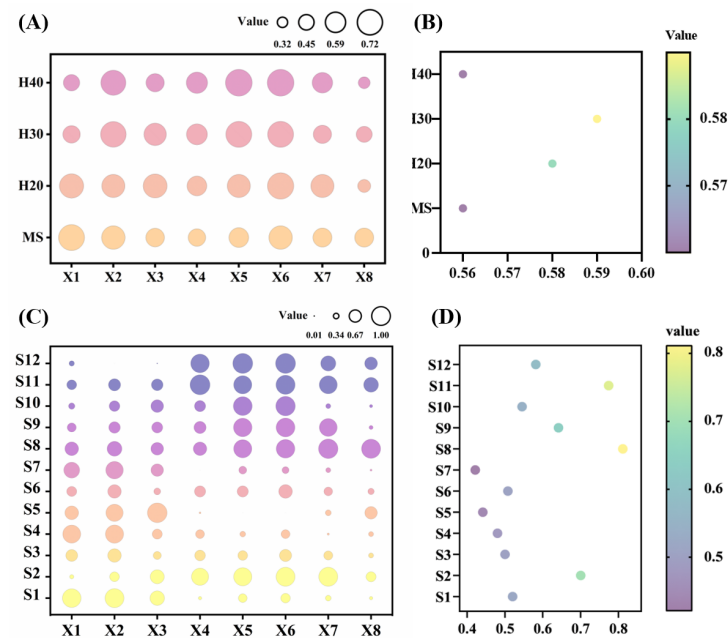 (A)
Value
0.32 0.45 0.59 0.72
H40
H30
H20
MS
X1 X2 X3 X4 X5 X6 X7 X8
(B)
Value
I40
I30
I20
MS
0
0.56 0.57 0.58 0.59 0.60
0.58
0.57
(C)
Value
0.01 0.34 0.67 1.00
S12
S11
S10
S9
S8
S7
S6
S5
S4
S3
S2
S1
X1 X2 X3 X4 X5 X6 X7 X8
(D)
value
S12
S11
S10
S9
S8
S7
S6
S5
S4
S3
S2
S1
0.4 0.5 0.6 0.7 0.8
0.8
0.7
0.6
0.5